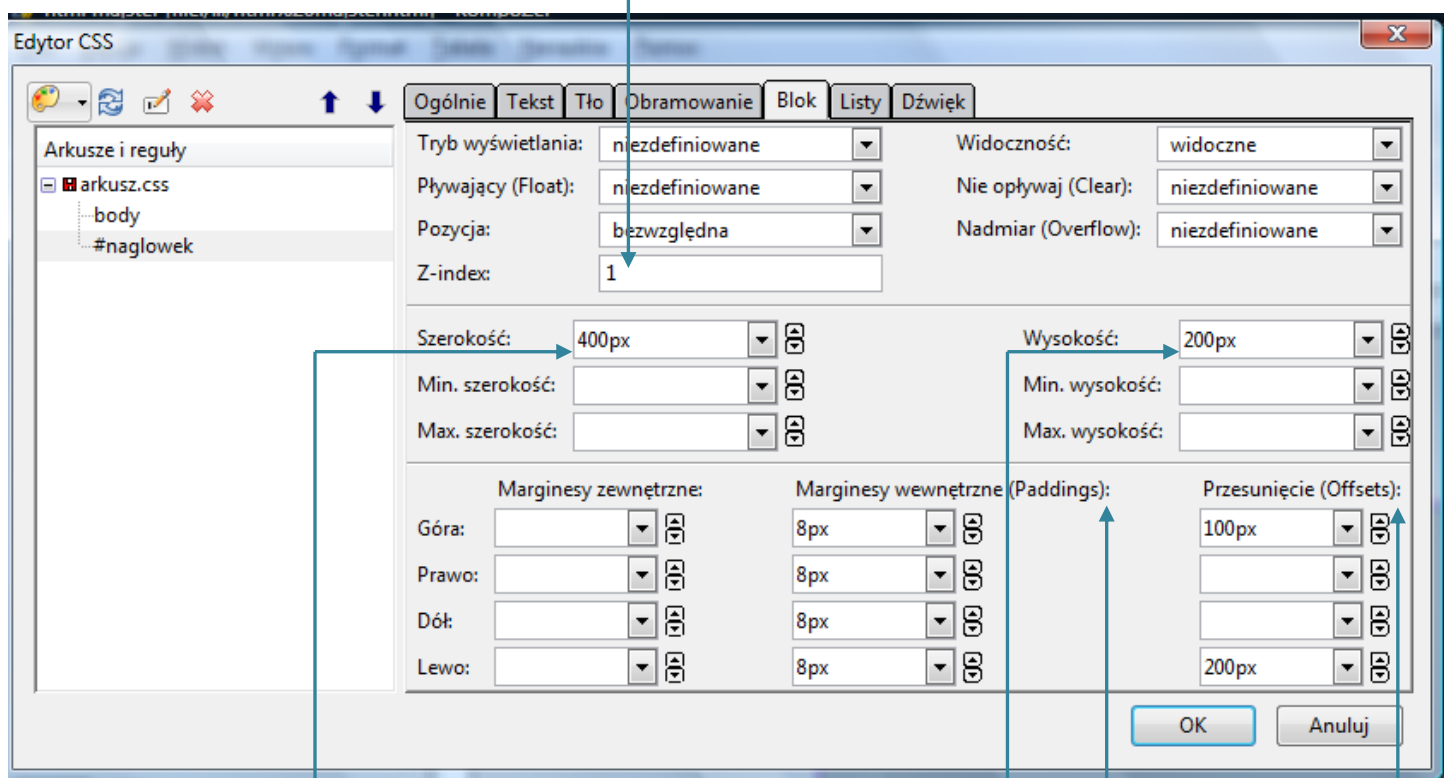 Edytor CSS
Ogólnie Tekst Tło Obramowanie Blok Listy Dźwięk
Arkusze i reguły
arkusz.css
body
#naglowek
Tryb wyświetlania: niezdefiniowane Widoczność: widoczne
Pływający (Float): niezdefiniowane Nie opływaj (Clear): niezdefiniowane
Pozycja: bezwzględna Nadmiar (Overflow): niezdefiniowane
Z-index: 1
Szerokość: 400px Wysokość: 200px
Min. szerokość: Min. wysokość:
Max. szerokość: Max. wysokość:
Marginesy zewnętrzne: Marginesy wewnętrzne (Paddings): Przesunięcie (Offsets):
Góra: 8px 100px
Prawo: 8px
Dół: 8px
Lewo: 8px 200px
OK Anuluj